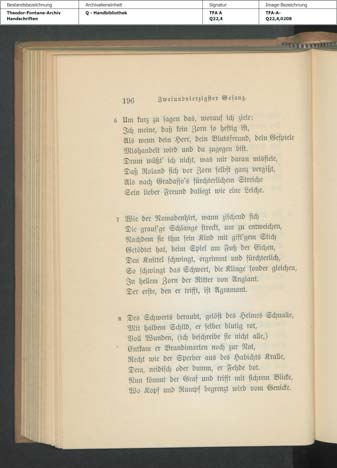 Bestandsbezeichnung
Archivalieneinheit
Signatur
Image-Bezeichnung
Theodor-Fontane-Archiv
Handschriften
Q - Handbibliothek
TFA A
Q22,4
TFA-A-
Q22,4,0208
196 Zweiundvierzigster Gesang.
6 Um kurz zu sagen das, worauf ich ziele:
Ich meine, daß kein Zorn so heftig ist,
Als wenn dein Herr, dein Blutsfreund, dein Gespiele
Mishandelt wird und du zugegen bist.
Drum wüßt' ich nicht, was mir daran misfiele,
Daß Roland sich vor Zorn selbst ganz vergißt,
Als nach Gradasso's fürchterlichem Streiche
Sein lieber Freund daliegt wie eine Leiche.
7 Wie der Nomadenhirt, wann zischend sich
Die graus'ge Schlange streckt, um zu entweichen,
Nachdem sie ihm sein Kind mit gift'gem Stich
Getödtet hat, beim Spiel am Fuß der Eichen,
Den Knittel schwingt, ergrimmt und fürchterlich,
So schwingt das Schwert, die Klinge sonder gleichen,
In hellem Zorn der Ritter von Anglant.
Der erste, den er trifft, ist Agramant.
8 Des Schwerts beraubt, gelöst des Helmes Schnalle,
Mit halbem Schild, er selber blutig rot,
Voll Wunden, (ich beschreibe sie nicht alle,)
Entkam er Brandimarten noch zur Not,
Recht wie der Sperber aus des Habichts Kralle,
Dem, neidisch oder dumm, er Fehde bot.
Nun kömmt der Graf und trifft mit sichrem Blicke,
Wo Kopf und Rumpf begrenzt wird vom Genicke.